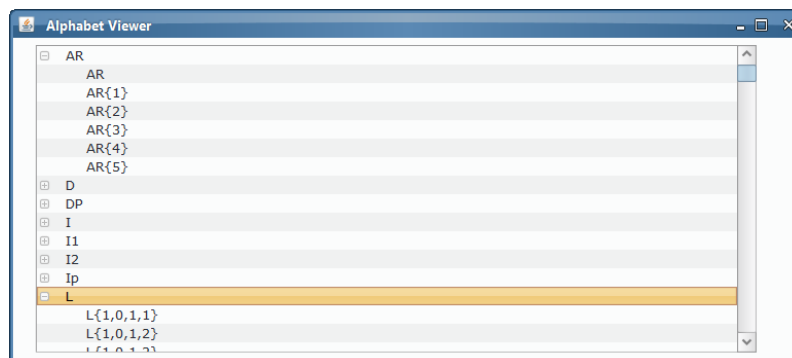 Alphabet Viewer
AR
AR
AR{1}
AR{2}
AR{3}
AR{4}
AR{5}
D
DP
I
I1
I2
Ip
L
L{1,0,1,1}
L{1,0,1,2}